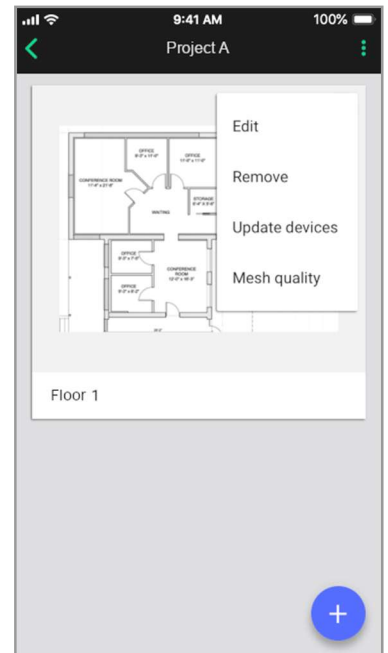 9:41 AM
100%
Project A
Edit
Remove
Update devices
Mesh quality
OFFICE
OFFICE
CONFERENCE ROOM
WAITING
STORAGE
OFFICE
CONFERENCE
ROOM
OFFICE
Floor 1
+